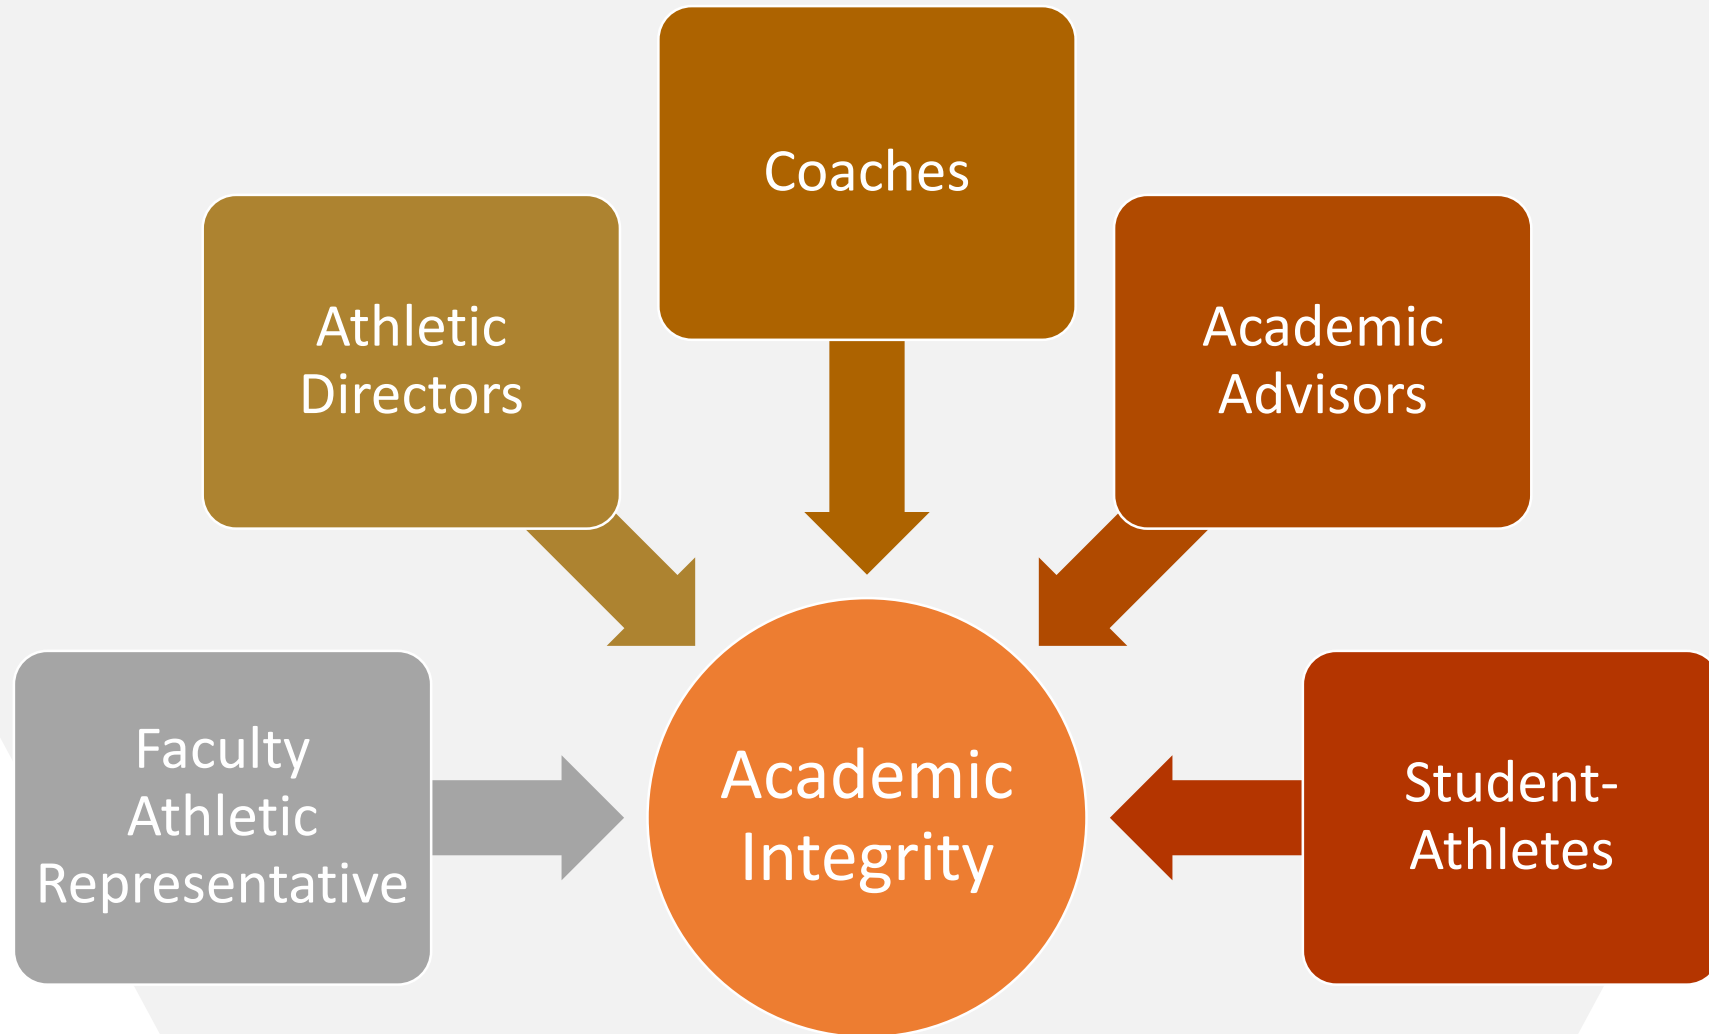 Coaches
Athletic
Directors
Academic
Advisors
Faculty
Athletic
Representative
Academic
Integrity
Student-
Athletes